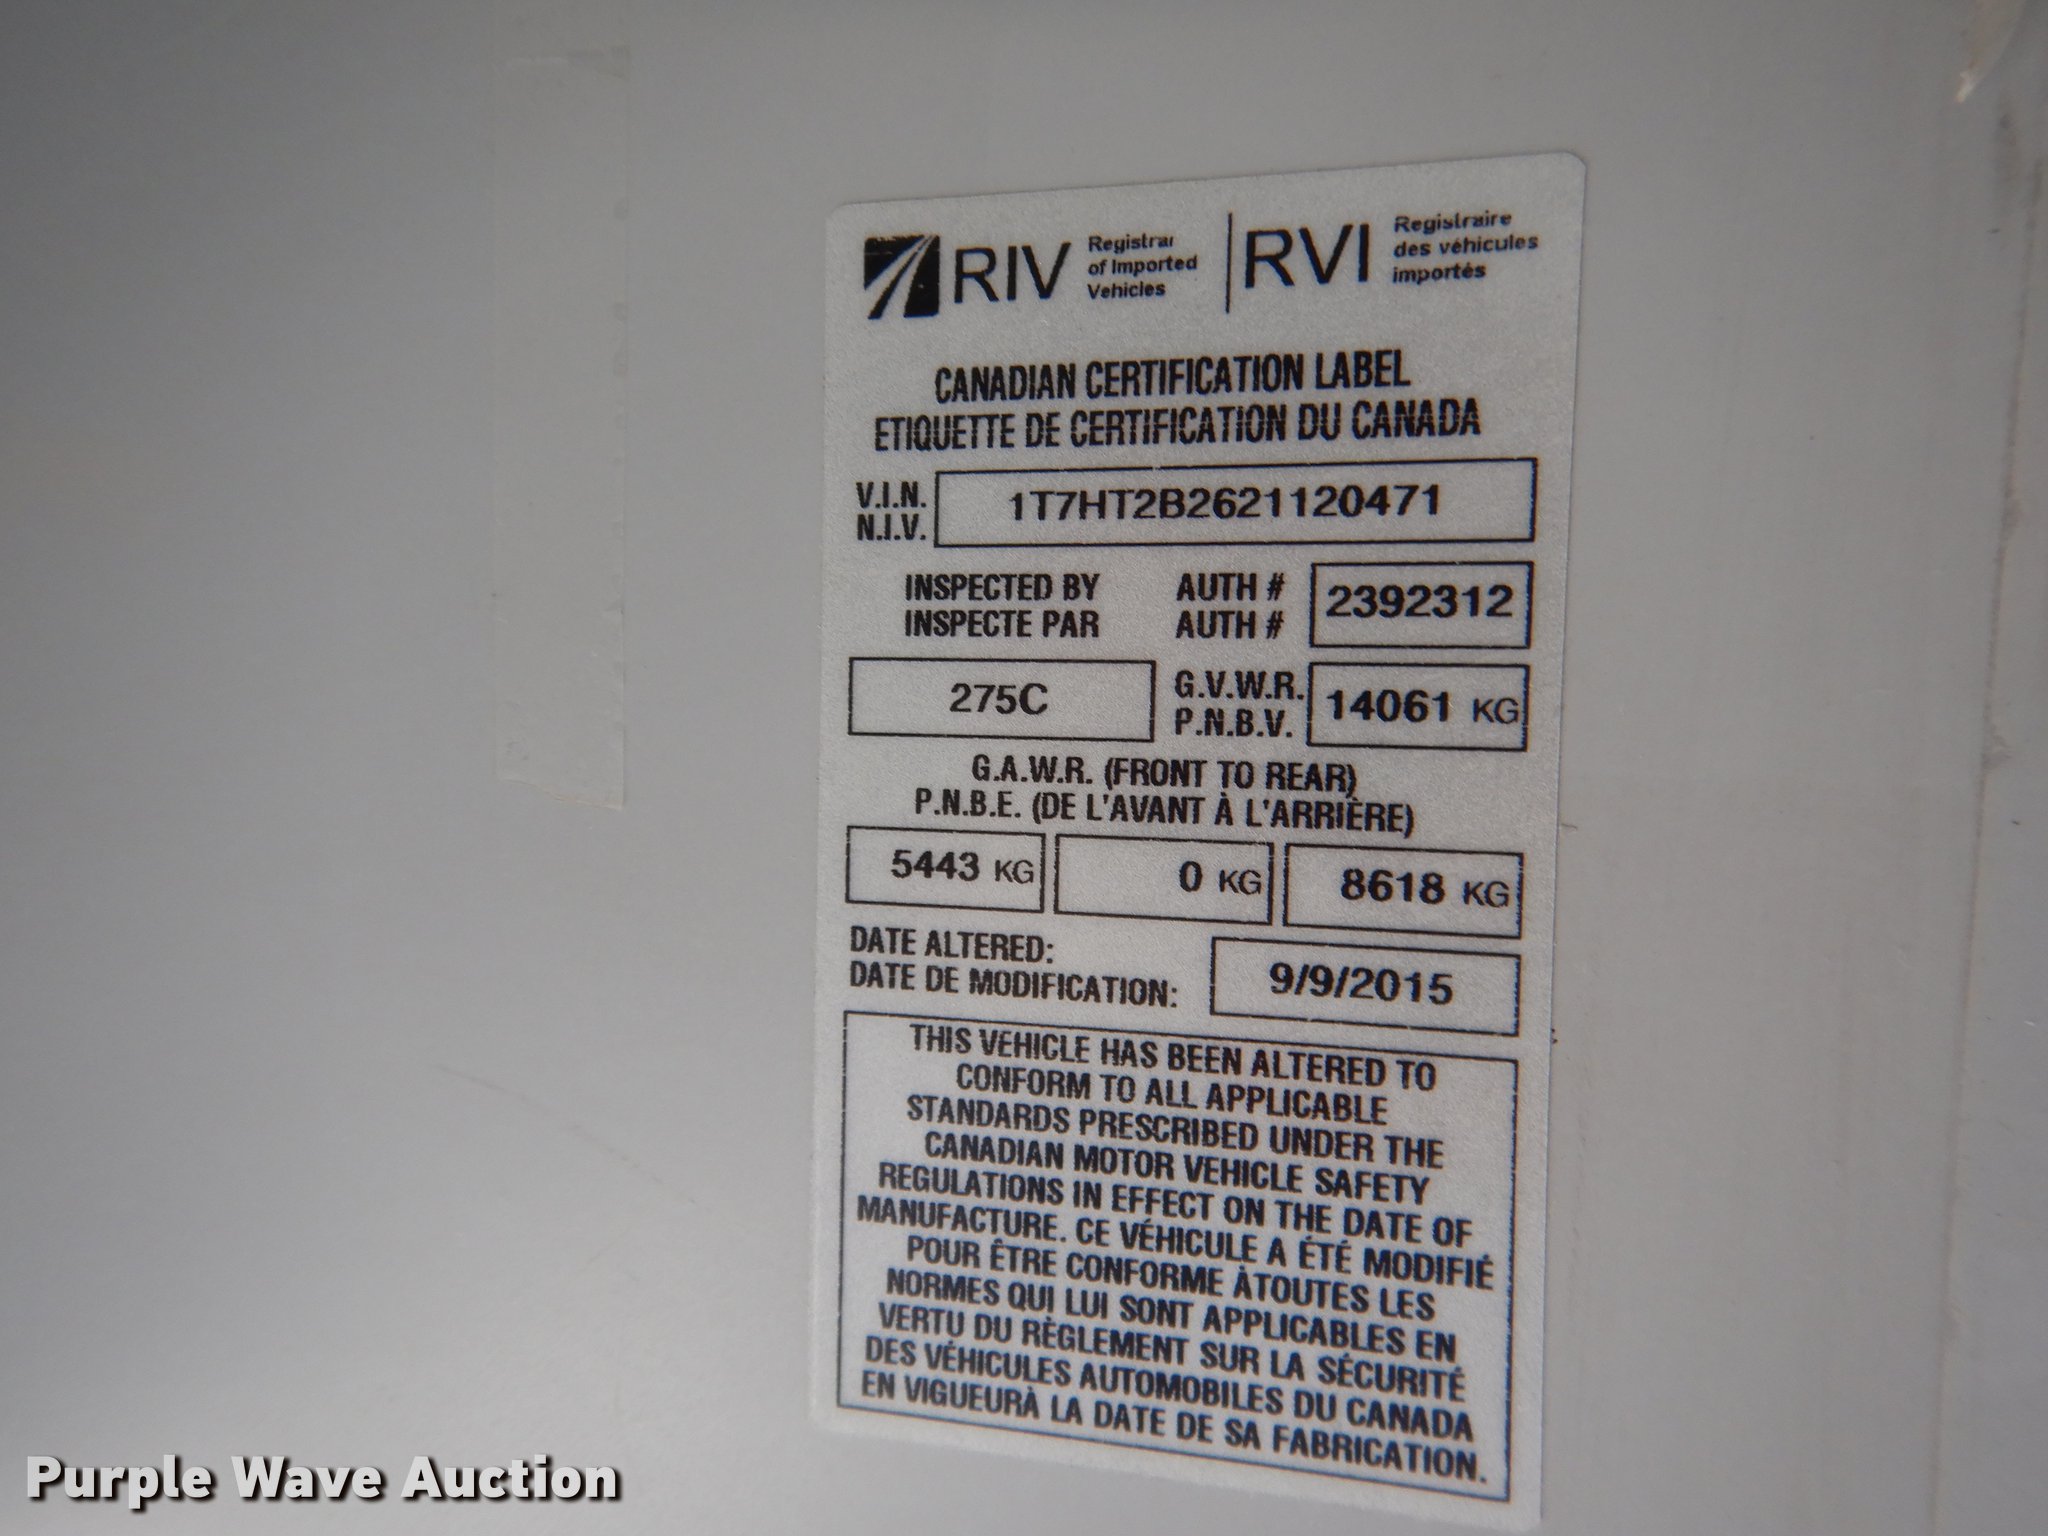 RIV Registrar of Imported Vehicles | RVI Registraire des véhicules importés
CANADIAN CERTIFICATION LABEL
ETIQUETTE DE CERTIFICATION DU CANADA
V.I.N. 1T7HT2B2621120471
N.I.V.
INSPECTED BY AUTH # 2392312
INSPECTE PAR AUTH #
275C G.V.W.R. 14061 KG
P.N.B.V.
G.A.W.R. (FRONT TO REAR)
P.N.B.E. (DE L'AVANT À L'ARRIÈRE)
5443 KG 0 KG 8618 KG
DATE ALTERED:
DATE DE MODIFICATION: 9/9/2015
THIS VEHICLE HAS BEEN ALTERED TO
CONFORM TO ALL APPLICABLE
STANDARDS PRESCRIBED UNDER THE
CANADIAN MOTOR VEHICLE SAFETY
REGULATIONS IN EFFECT ON THE DATE OF
MANUFACTURE. CE VÉHICULE A ÉTÉ MODIFIÉ
POUR ÊTRE CONFORME ÀTOUTES LES
NORMES QUI LUI SONT APPLICABLES EN
VERTU DU RÈGLEMENT SUR LA SÉCURITÉ
DES VÉHICULES AUTOMOBILES DU CANADA
EN VIGUEURÀ LA DATE DE SA FABRICATION.
Purple Wave Auction